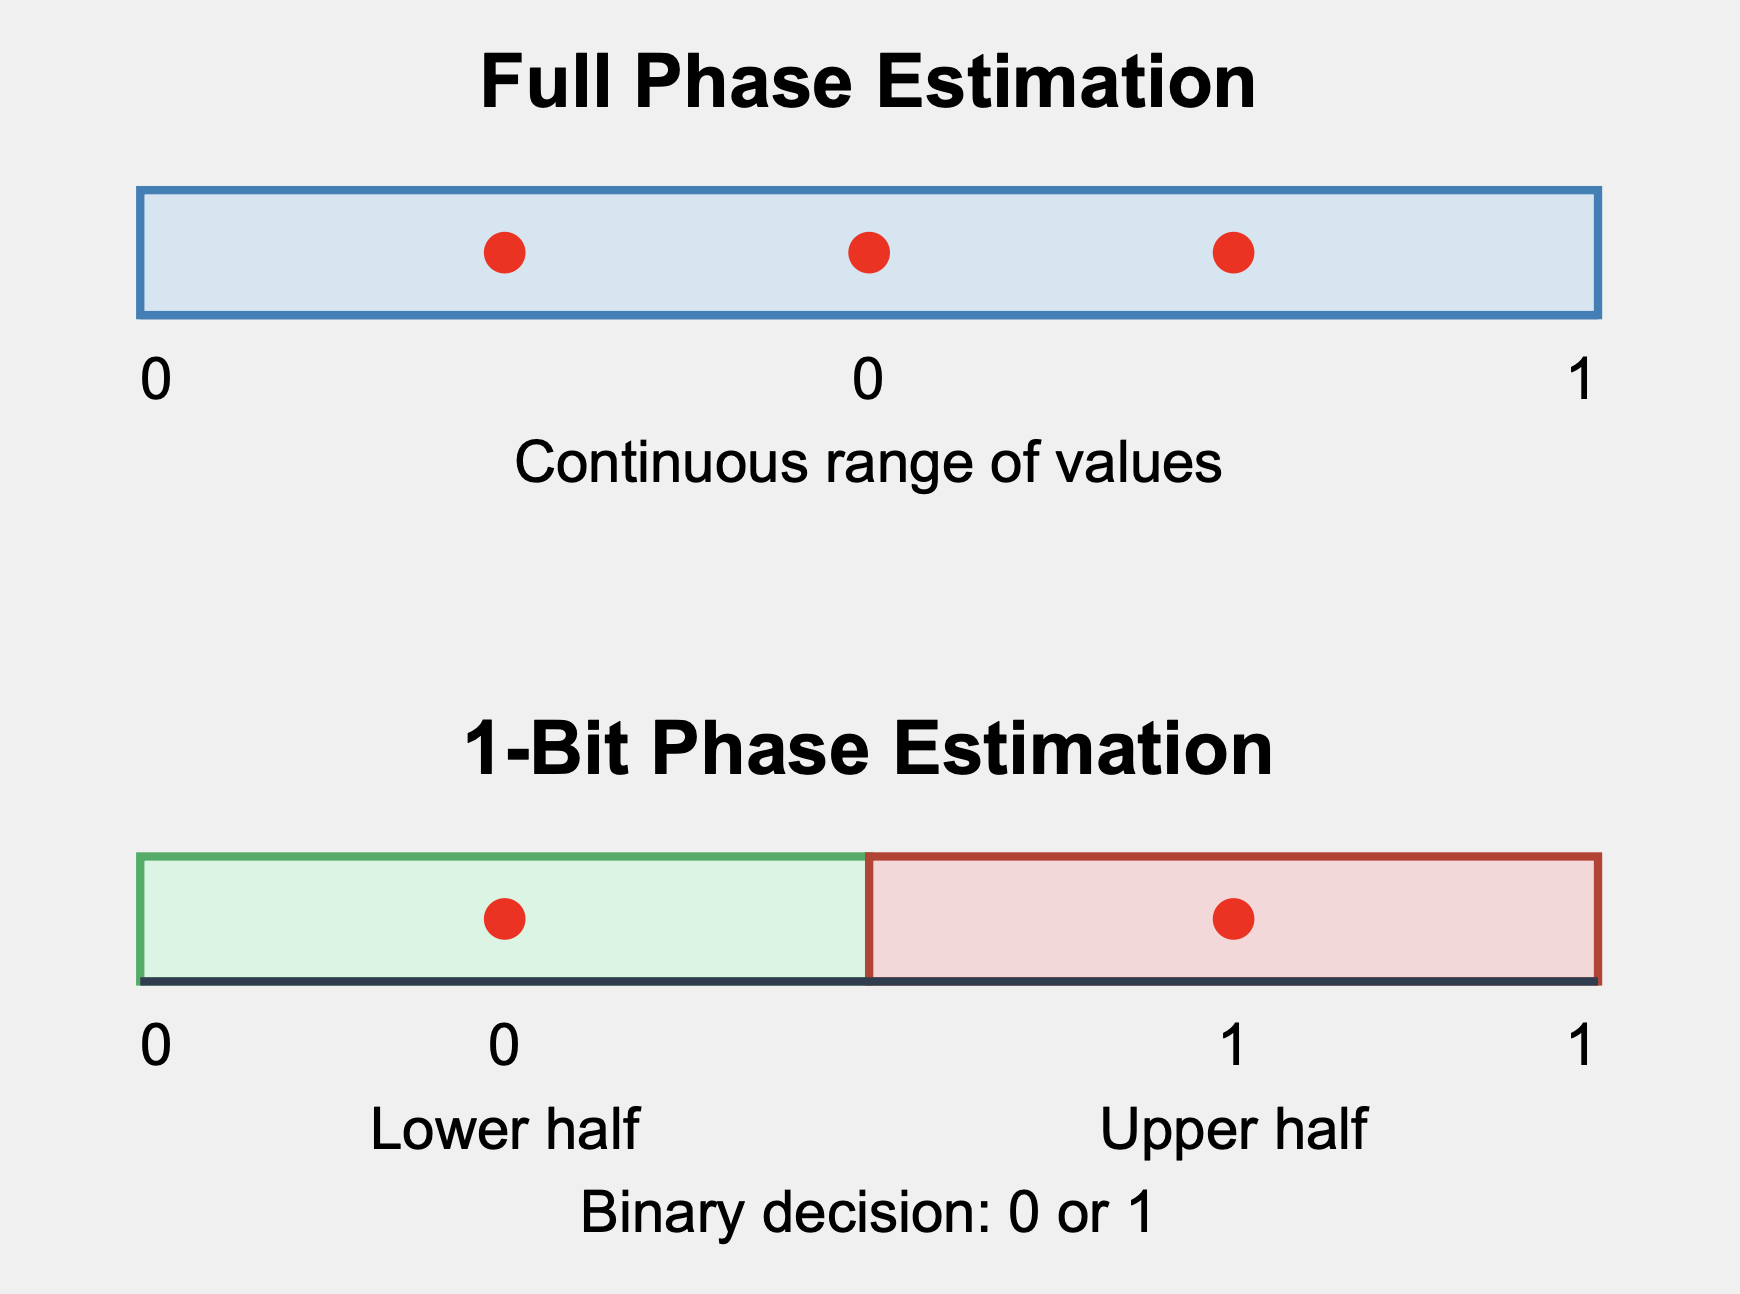 Full Phase Estimation
0 0 1
Continuous range of values
1-Bit Phase Estimation
0 0 1 1
Lower half Upper half
Binary decision: 0 or 1